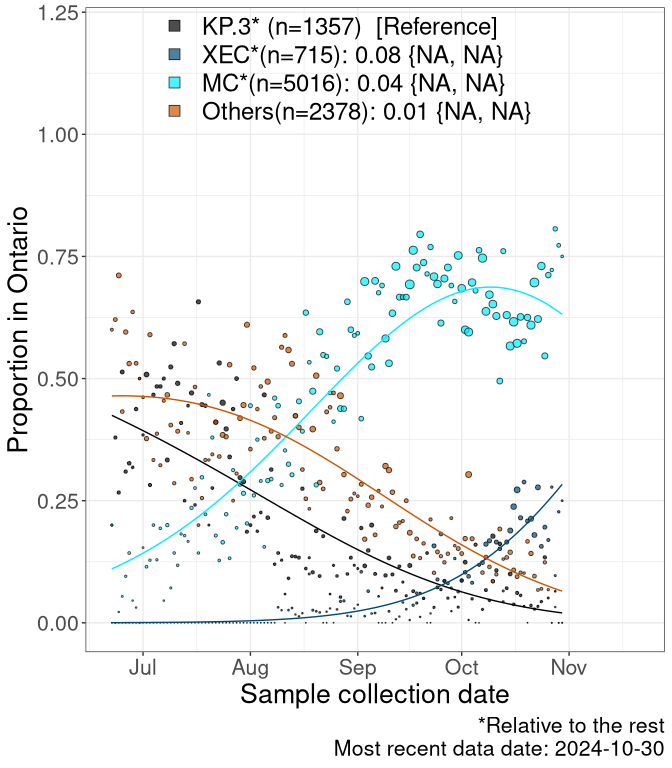 KP.3* (n=1357)  [Reference]
XEC*(n=715): 0.08 {NA, NA}
MC*(n=5016): 0.04 {NA, NA}
Others(n=2378): 0.01 {NA, NA}
1.25
1.00
0.75
0.50
0.25
0.00
Proportion in Ontario
Jul Aug Sep Oct Nov
Sample collection date
*Relative to the rest
Most recent data date: 2024-10-30